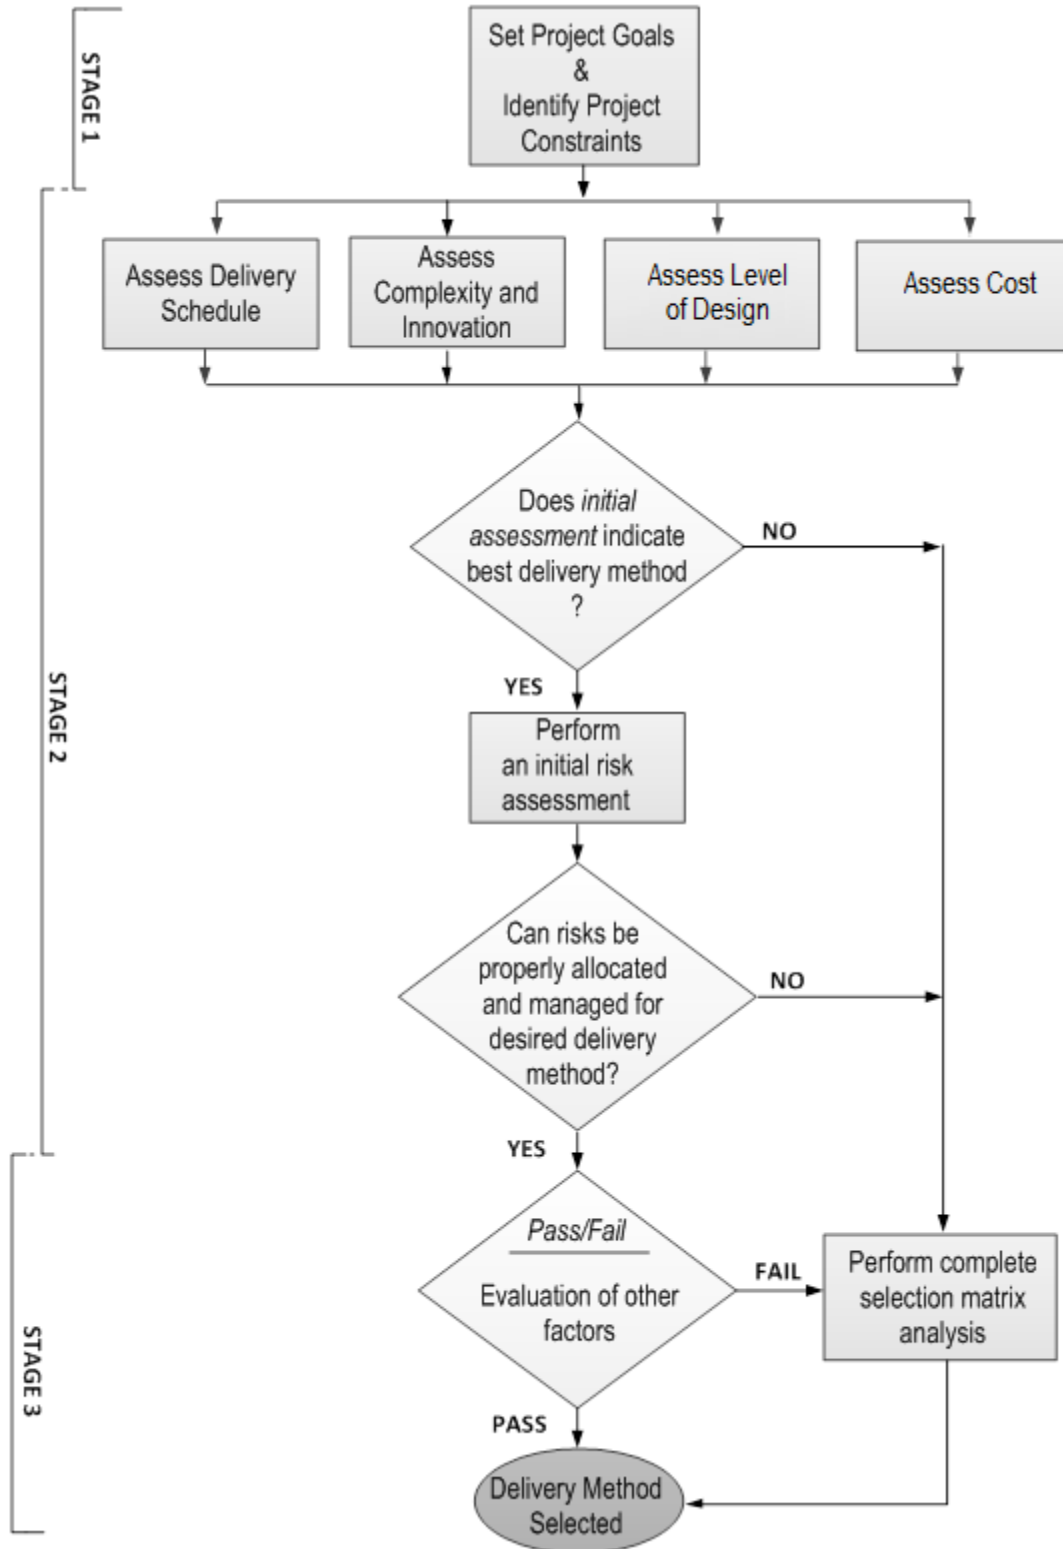 STAGE 1
Set Project Goals
&
Identify Project
Constraints
STAGE 2
Assess Delivery
Schedule
Assess
Complexity and
Innovation
Assess Level
of Design
Assess Cost
Does initial
assessment indicate
best delivery method
?
NO
YES
Perform
an initial risk
assessment
Can risks be
properly allocated
and managed for
desired delivery
method?
NO
YES
STAGE 3
Pass/Fail
Evaluation of other
factors
FAIL
Perform complete
selection matrix
analysis
PASS
Delivery Method
Selected